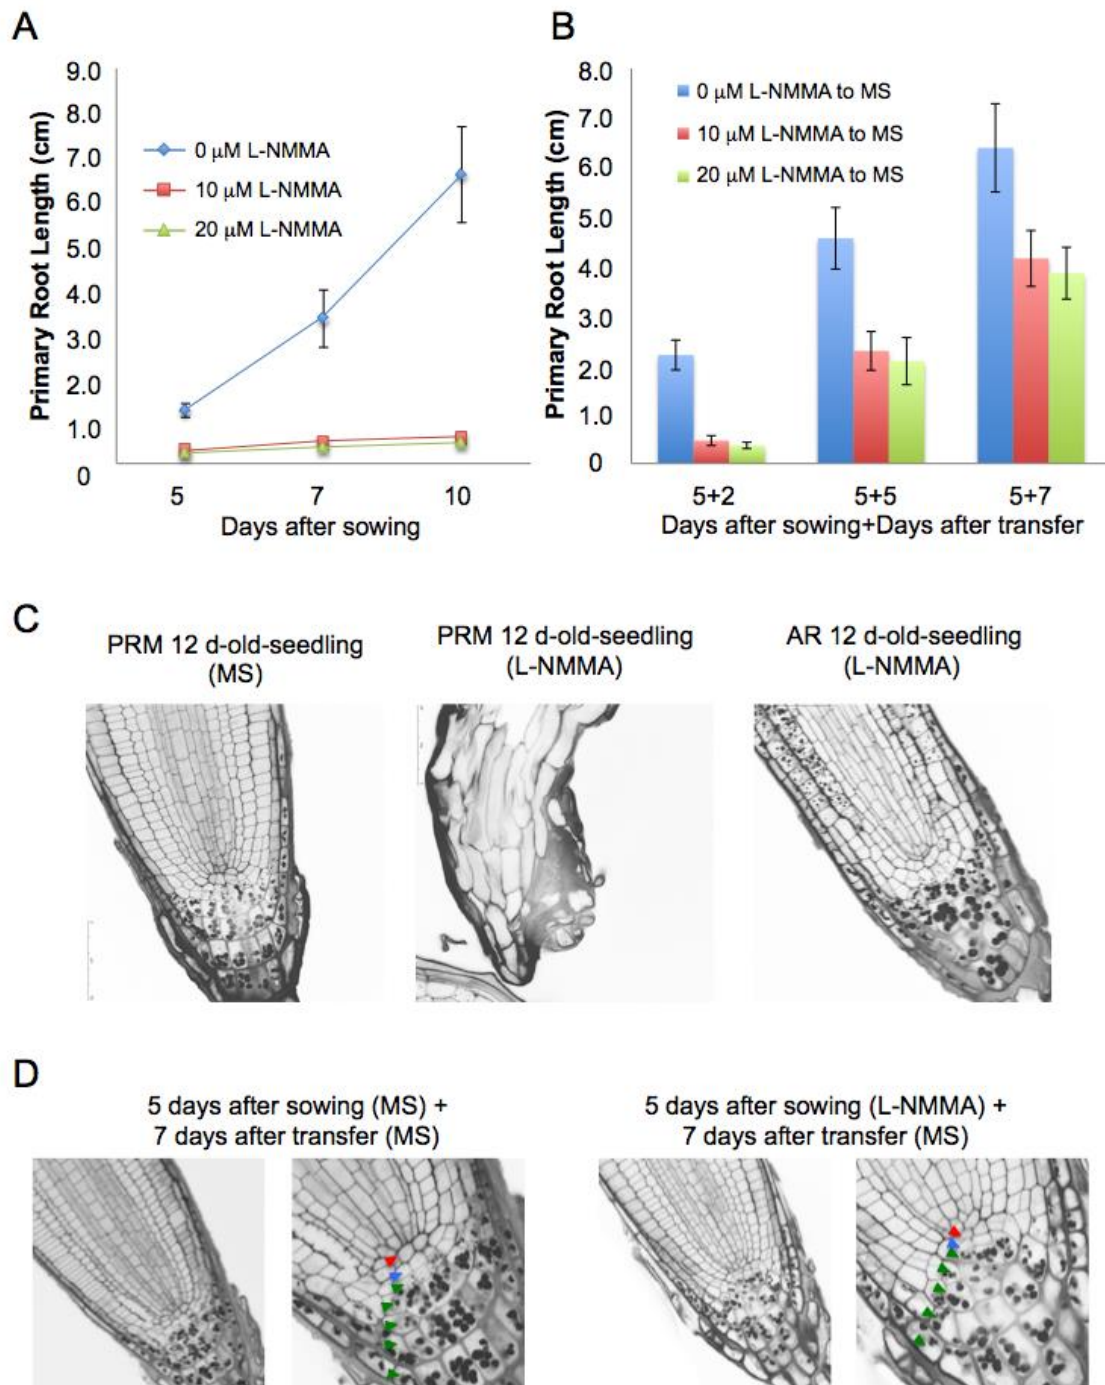 A
Primary Root Length (cm)
9.0
8.0
7.0
6.0
5.0
4.0
3.0
2.0
1.0
0
0 μM L-NMMA
10 μM L-NMMA
20 μM L-NMMA
5 7 10
Days after sowing
B
Primary Root Length (cm)
8.0
7.0
6.0
5.0
4.0
3.0
2.0
1.0
0
0 μM L-NMMA to MS
10 μM L-NMMA to MS
20 μM L-NMMA to MS
5+2 5+5 5+7
Days after sowing+Days after transfer
C
PRM 12 d-old-seedling
(MS)
PRM 12 d-old-seedling
(L-NMMA)
AR 12 d-old-seedling
(L-NMMA)
D
5 days after sowing (MS) +
7 days after transfer (MS)
5 days after sowing (L-NMMA) +
7 days after transfer (MS)